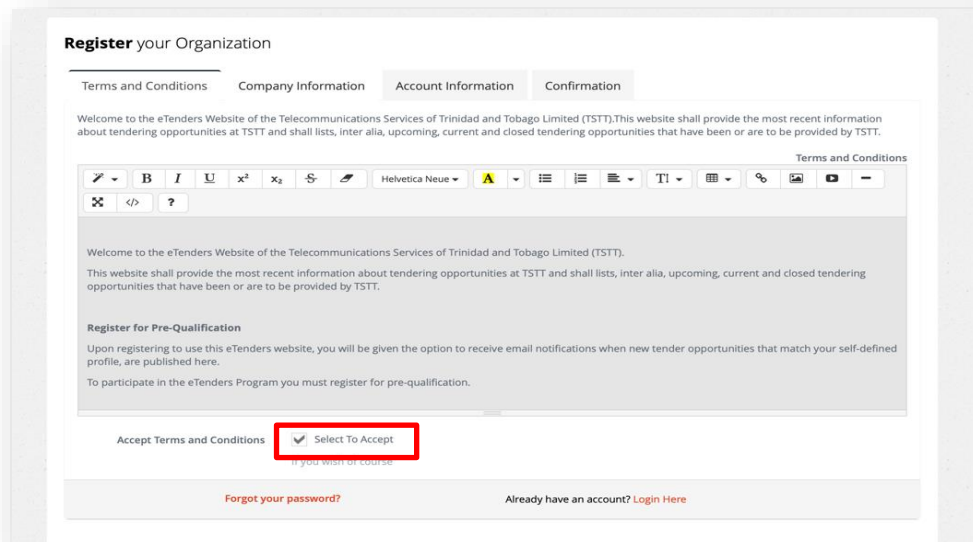 Register your Organization
Terms and Conditions Company Information Account Information Confirmation
Welcome to the eTenders Website of the Telecommunications Services of Trinidad and Tobago Limited (TSTT).This website shall provide the most recent information
about tendering opportunities at TSTT and shall lists, inter alia, upcoming, current and closed tendering opportunities that have been or are to be provided by TSTT.
Terms and Conditions
B I U x² x₂ S Helvetica Neue A TI
</> ?
Welcome to the eTenders Website of the Telecommunications Services of Trinidad and Tobago Limited (TSTT).
This website shall provide the most recent information about tendering opportunities at TSTT and shall lists, inter alia, upcoming, current and closed tendering
opportunities that have been or are to be provided by TSTT.
Register for Pre-Qualification
Upon registering to use this eTenders website, you will be given the option to receive email notifications when new tender opportunities that match your self-defined
profile, are published here.
To participate in the eTenders Program you must register for pre-qualification.
Accept Terms and Conditions Select To Accept
If you wish of course
Forgot your password? Already have an account? Login Here